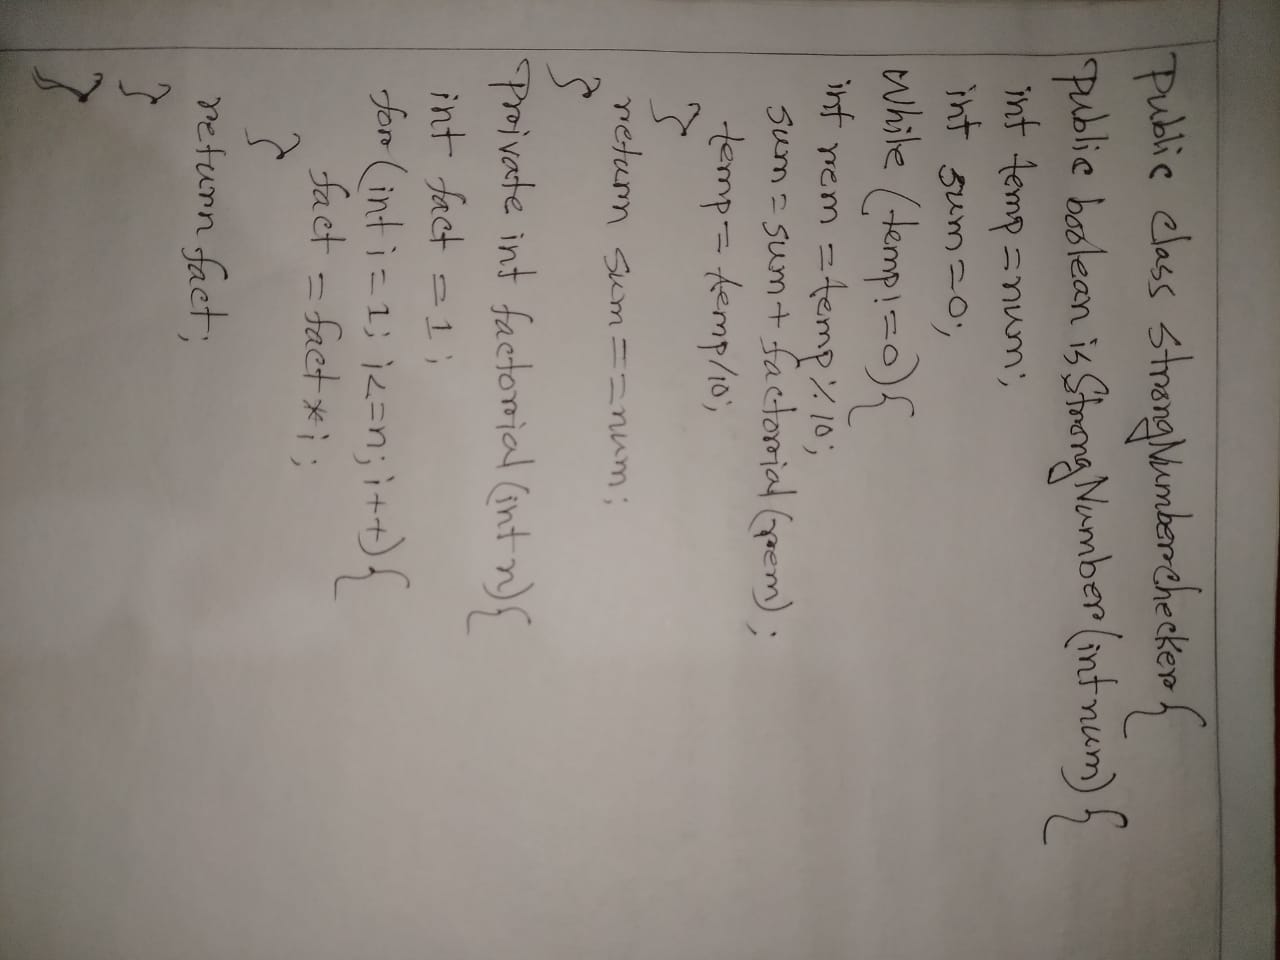 public class StrongNumberChecker{
public boolean isStrongNumber(int num) {
int temp = num;
int sum = 0;
while (temp! = 0) {
int rem = temp % 10;
sum = sum + factorial (rem);
temp = temp/10;
}
return sum == num;
}
private int factorial (int n) {
int fact = 1;
for (int i = 1; i <= n; i++) {
fact = fact * i;
}
return fact;
}
}